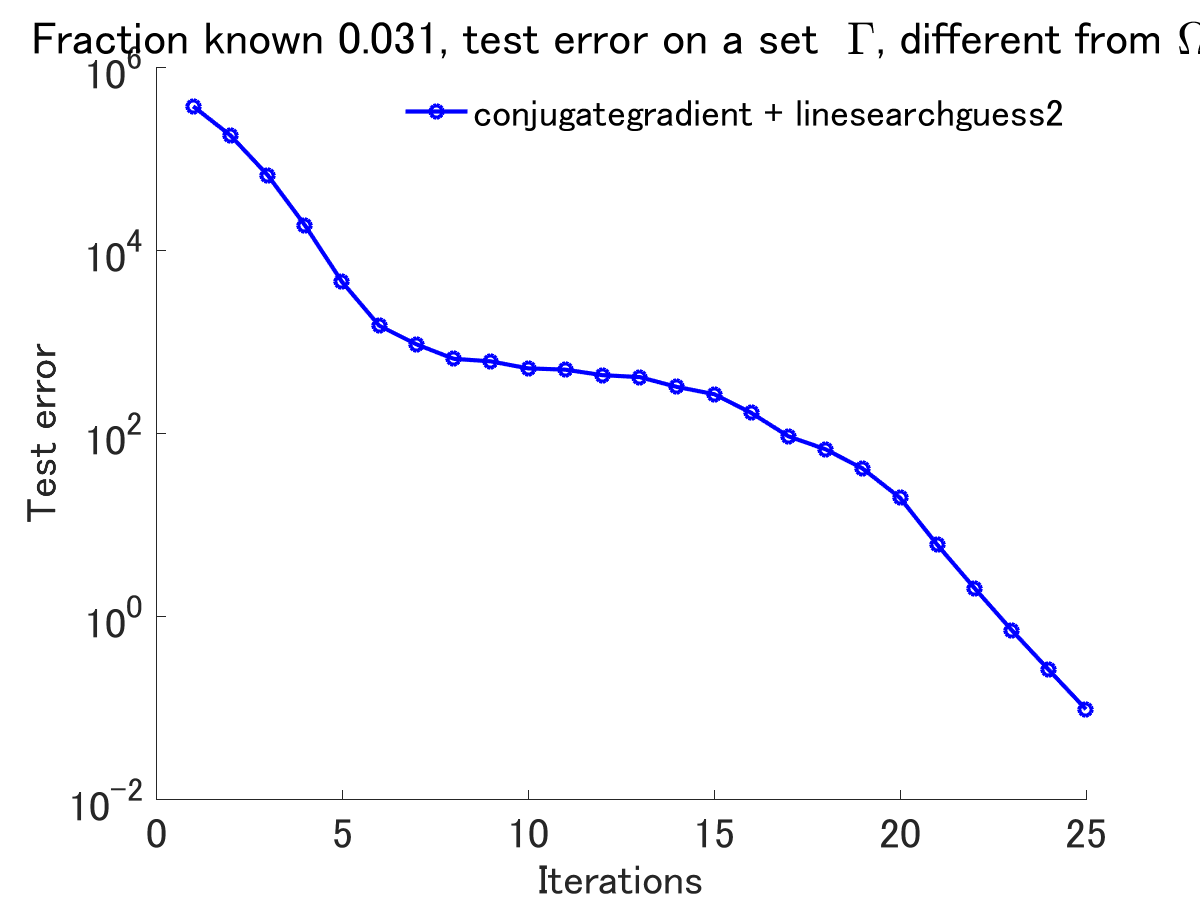 Fraction known 0.031, test error on a set Γ, different from Ω
conjugategradient + linesearchguess2
Test error
10^6
10^4
10^2
10^0
10^−2
0 5 10 15 20 25
Iterations